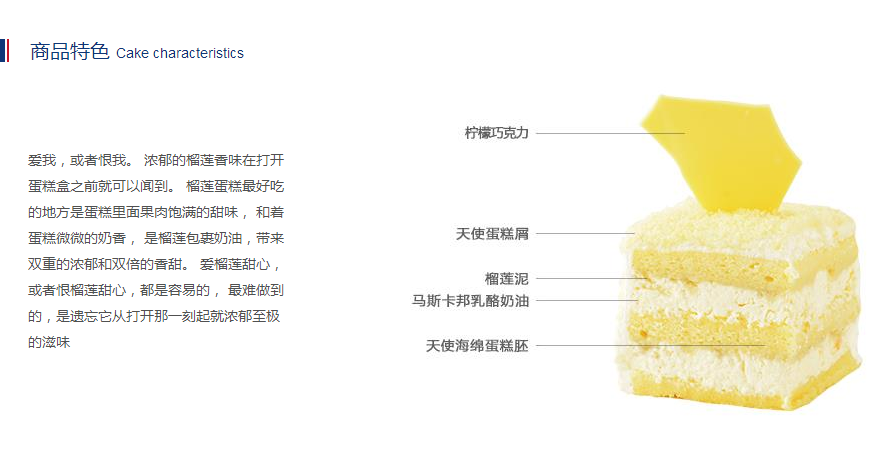 商品特色 Cake characteristics
爱我，或者恨我。 浓郁的榴莲香味在打开
蛋糕盒之前就可以闻到。 榴莲蛋糕最好吃
的地方是蛋糕里面果肉饱满的甜味， 和着
蛋糕微微的奶香， 是榴莲包裹奶油，带来
双重的浓郁和双倍的香甜。 爱榴莲甜心，
或者恨榴莲甜心，都是容易的， 最难做到
的，是遗忘它从打开那一刻起就浓郁至极
的滋味
柠檬巧克力
天使蛋糕屑
榴莲泥
马斯卡邦乳酪奶油
天使海绵蛋糕胚